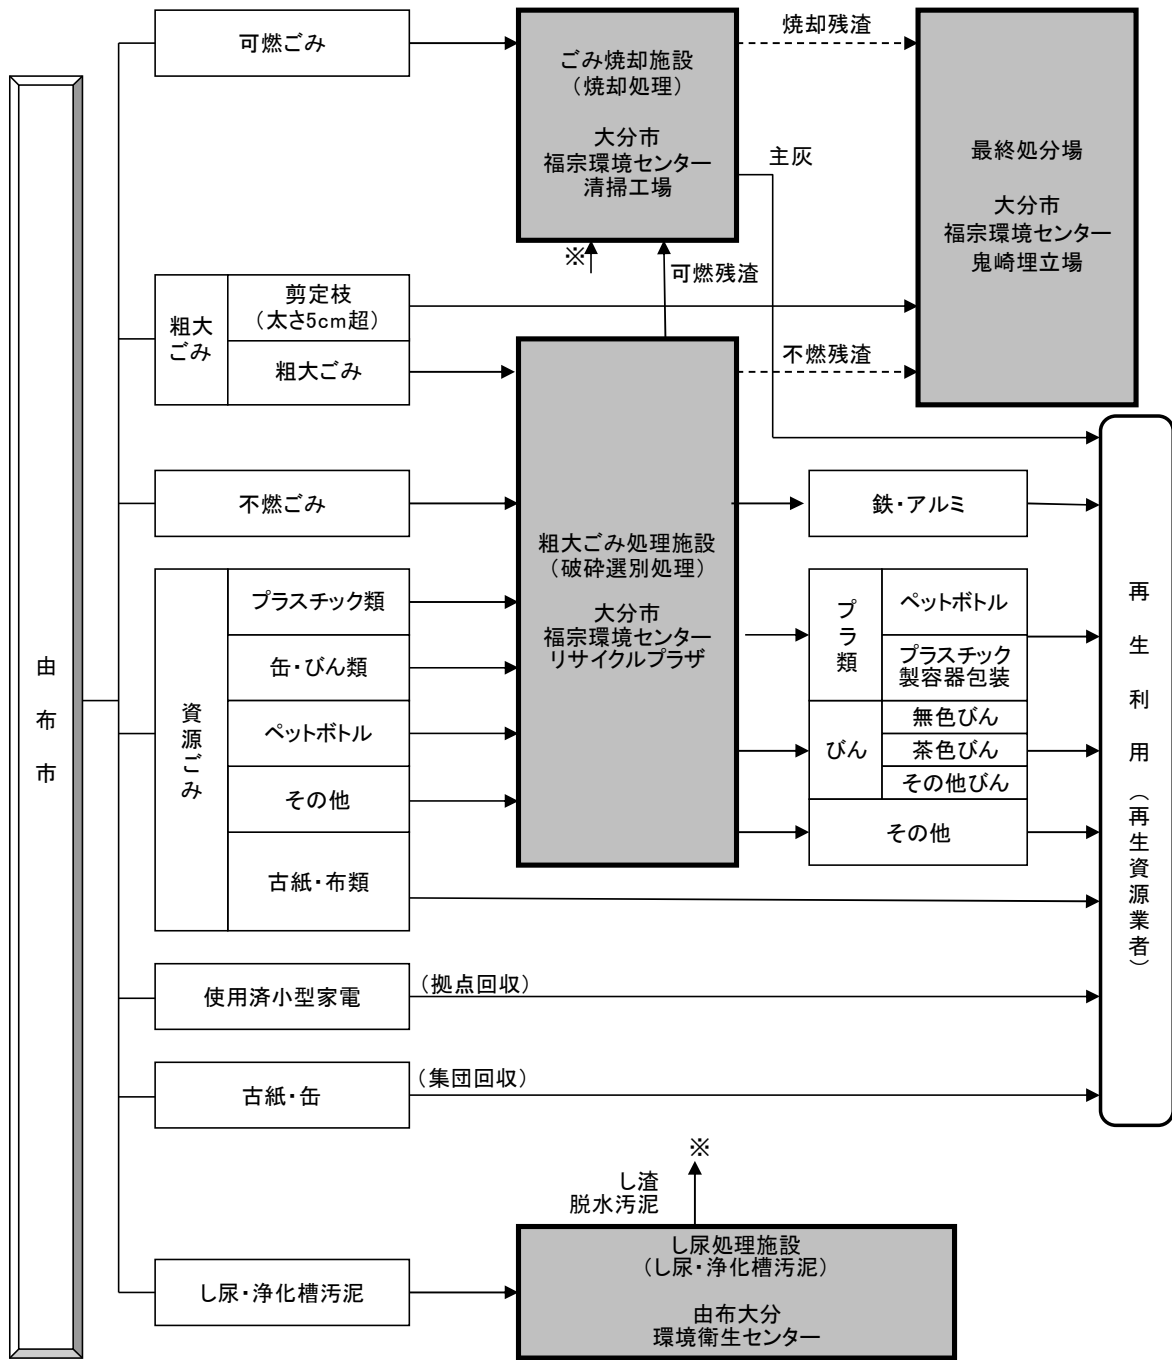 由布市
可燃ごみ
ごみ焼却施設
（焼却処理）
大分市
福宗環境センター
清掃工場
焼却残渣
主灰
最終処分場
大分市
福宗環境センター
鬼崎埋立場
※
可燃残渣
粗大
ごみ
剪定枝
（太さ5cm超）
粗大ごみ
不燃残渣
不燃ごみ
粗大ごみ処理施設
（破砕選別処理）
大分市
福宗環境センター
リサイクルプラザ
鉄・アルミ
資源ごみ
プラスチック類
缶・びん類
ペットボトル
その他
古紙・布類
プラ類
ペットボトル
プラスチック
製容器包装
びん
無色びん
茶色びん
その他びん
その他
再生利用（再生資源業者）
使用済小型家電
（拠点回収）
古紙・缶
（集団回収）
※
し渣
脱水汚泥
し尿・浄化槽汚泥
し尿処理施設
（し尿・浄化槽汚泥）
由布大分
環境衛生センター